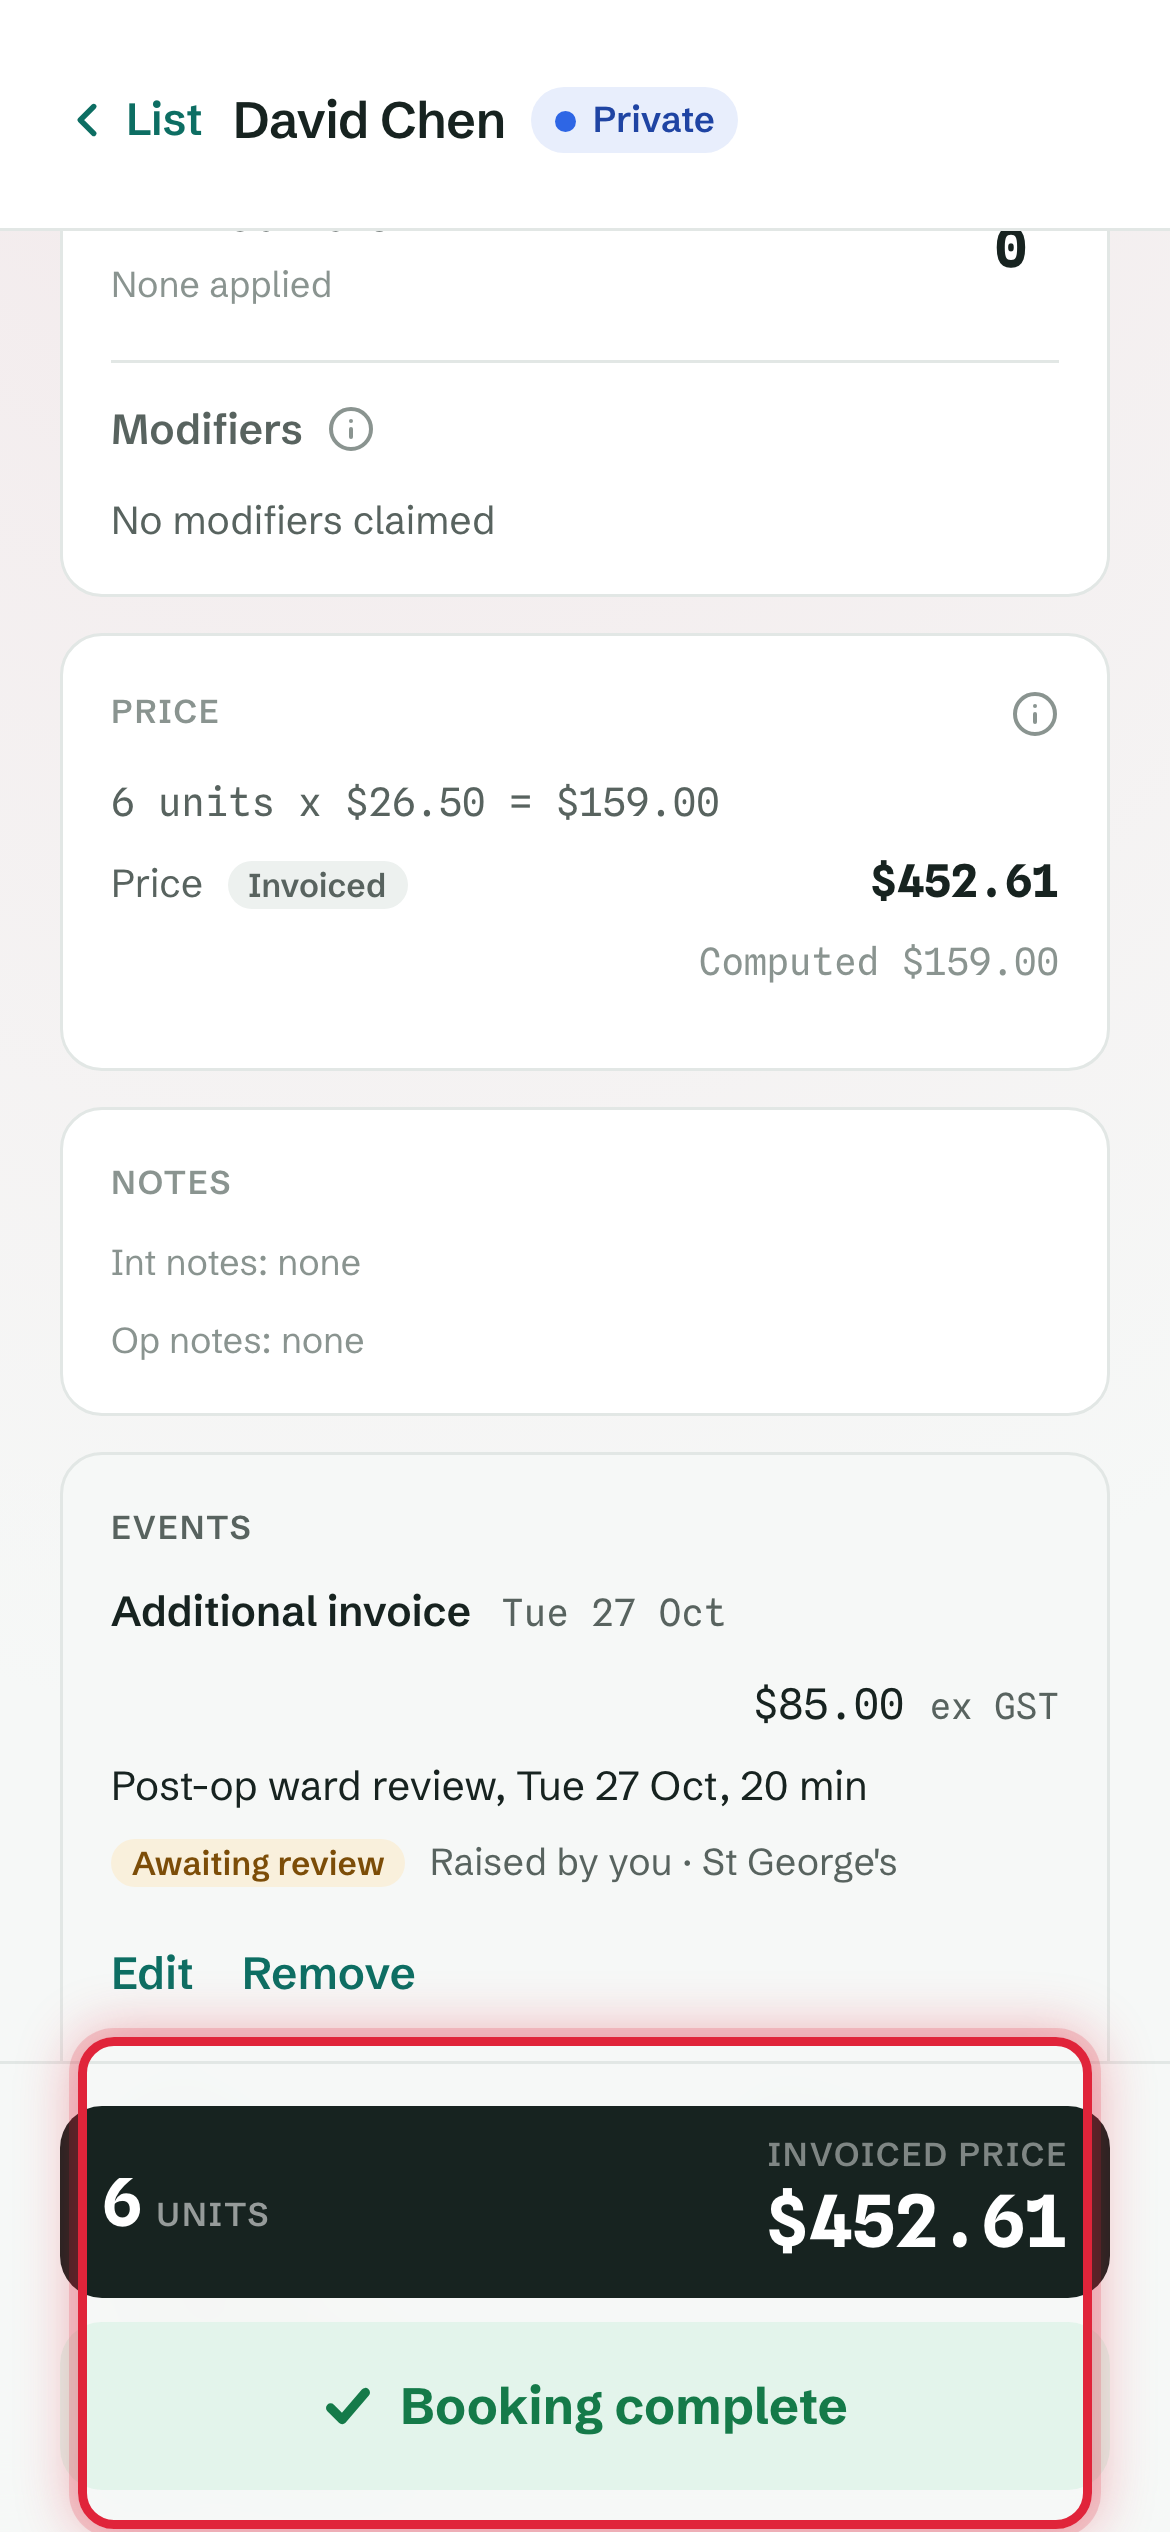 List David Chen Private
0
None applied
Modifiers
No modifiers claimed
PRICE
6 units x $26.50 = $159.00
Price Invoiced $452.61
Computed $159.00
NOTES
Int notes: none
Op notes: none
EVENTS
Additional invoice Tue 27 Oct
$85.00 ex GST
Post-op ward review, Tue 27 Oct, 20 min
Awaiting review Raised by you · St George's
Edit Remove
INVOICED PRICE
6 UNITS $452.61
Booking complete